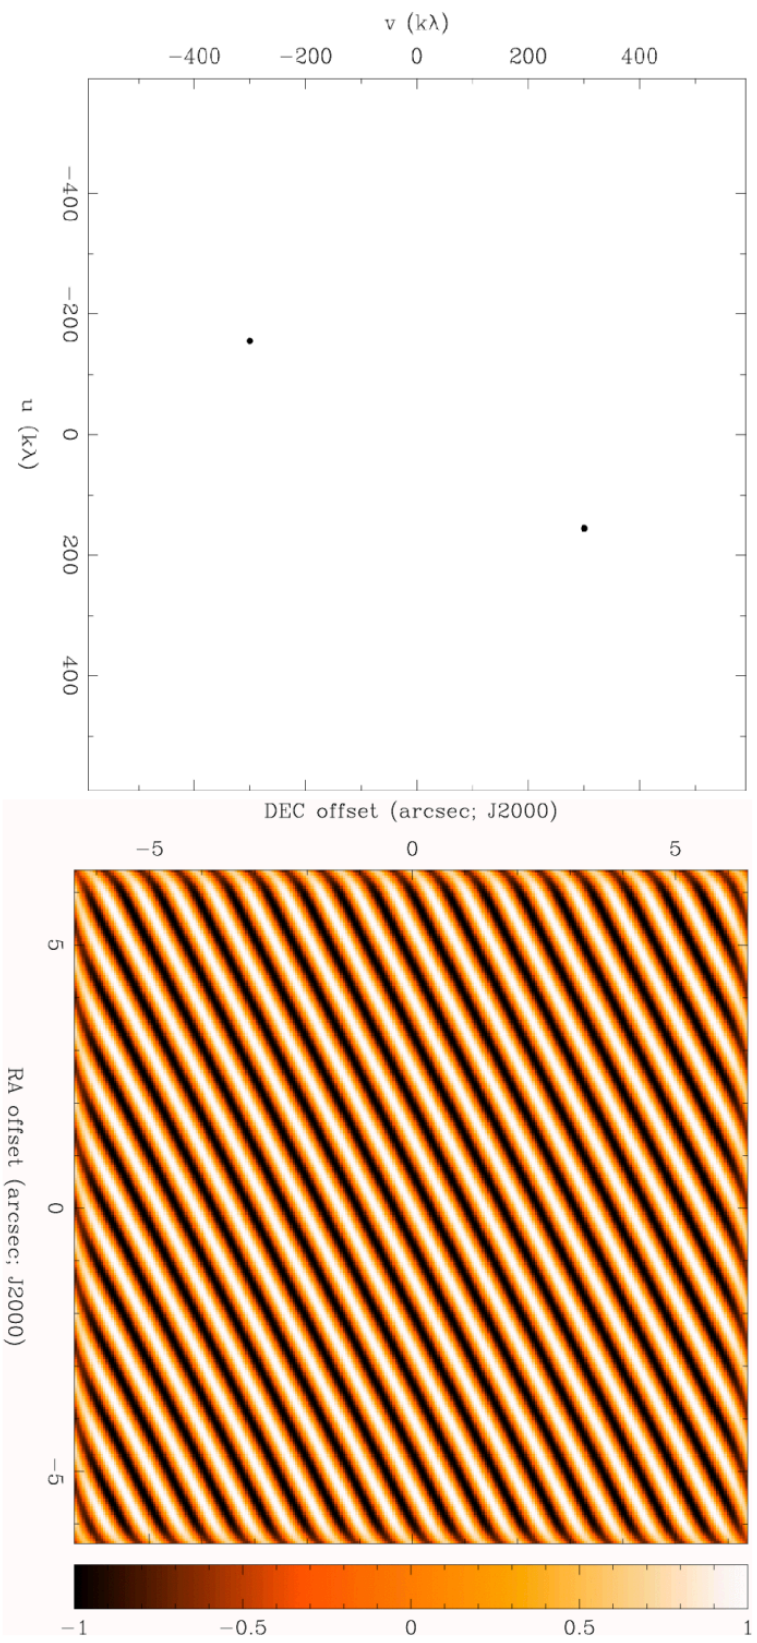 v (kλ)
−400 −200 0 200 400
−400
−200
0
200
400
u (kλ)
DEC offset (arcsec; J2000)
−5 0 5
5
0
−5
RA offset (arcsec; J2000)
−1 −0.5 0 0.5 1